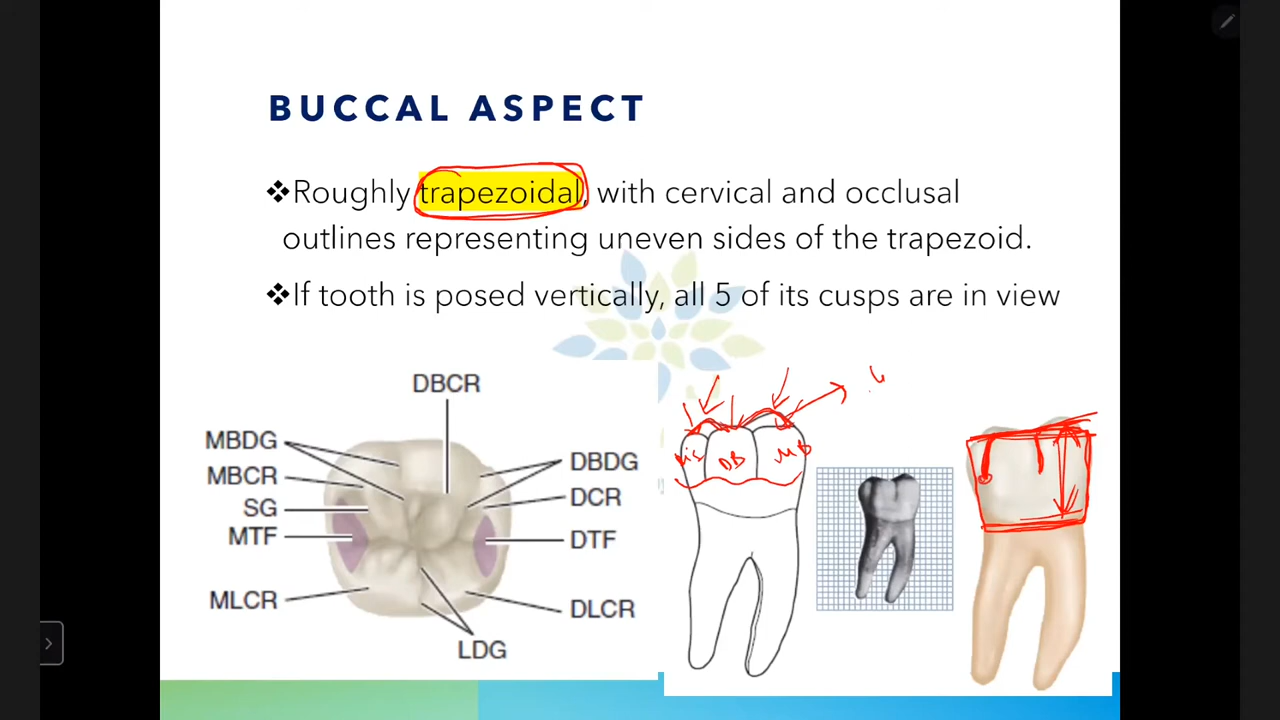 BUCCAL ASPECT
❖Roughly trapezoidal, with cervical and occlusal
outlines representing uneven sides of the trapezoid.
❖If tooth is posed vertically, all 5 of its cusps are in view
DBCR
MBDG
MBCR
SG
MTF
MLCR
DBDG
DCR
DTF
DLCR
LDG
DB
MB